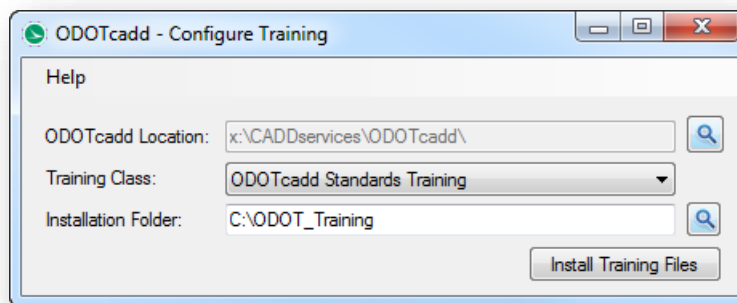 ODOTcadd - Configure Training
Help
ODOTcadd Location: x:\CADDservices\ODOTcadd\
Training Class: ODOTcadd Standards Training
Installation Folder: C:\ODOT_Training
Install Training Files